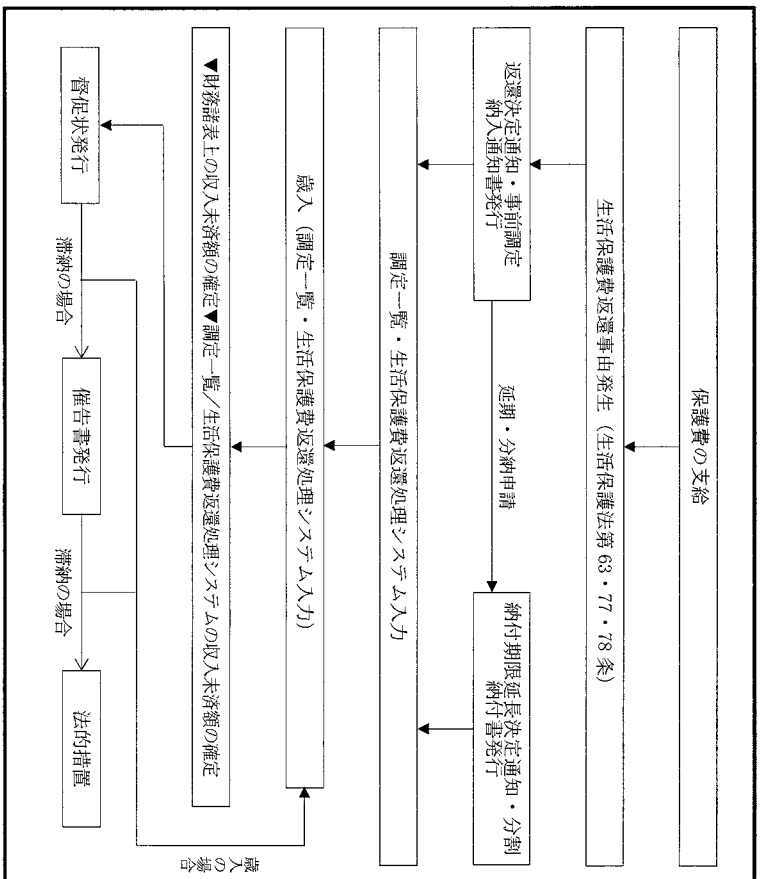 保護費の支給
生活保護費返還事由発生（生活保護法第 63・77・78 条）
返還決定通知・事前調定
納入通知書発行
延期・分納申請
納付期限延長決定通知・分割
納付書発行
調定一覧・生活保護費返還処理システム入力
歳入（調定一覧・生活保護費返還処理システム入力）
▼財務諸表上の収入未済額の確定▼調定一覧／生活保護費返還処理システムの収入未済額の確定
督促状発行
滞納の場合
催告書発行
滞納の場合
法的措置
歳入
の場
合